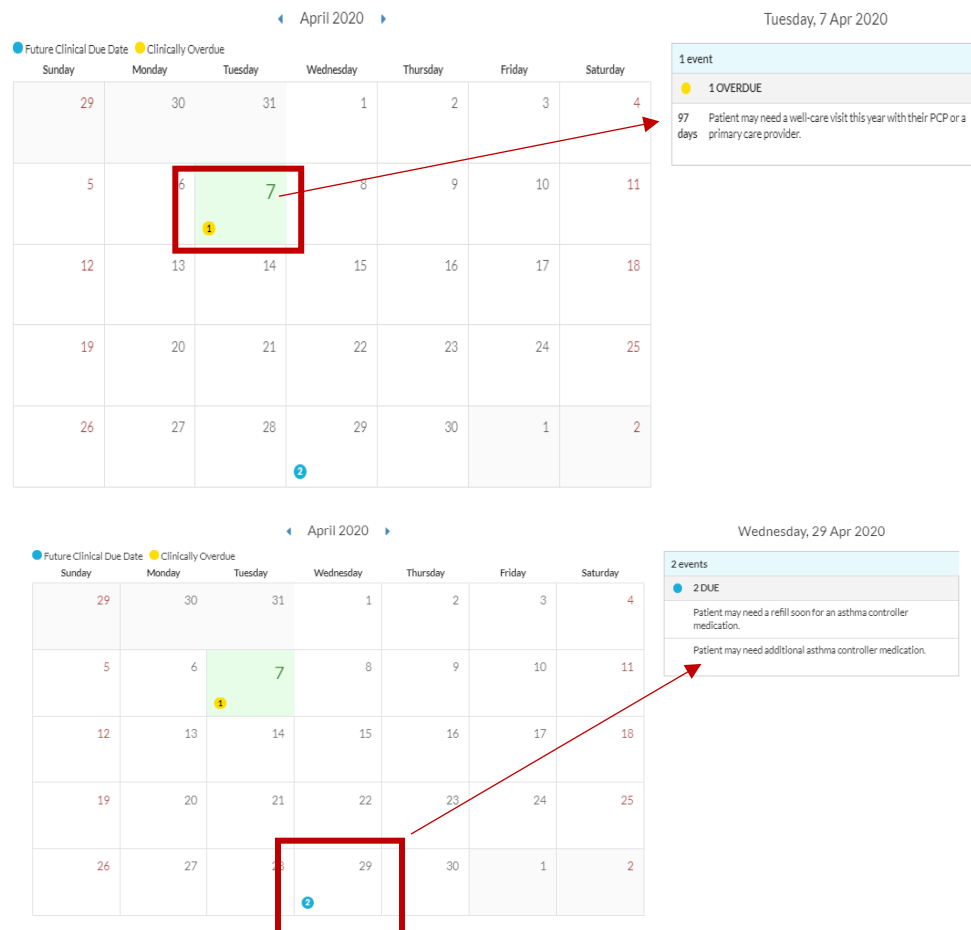 April 2020
Future Clinical Due Date Clinically Overdue
Sunday Monday Tuesday Wednesday Thursday Friday Saturday
29 30 31 1 2 3 4
5 6 7 8 9 10 11
1
12 13 14 15 16 17 18
19 20 21 22 23 24 25
26 27 28 29 30 1 2
2
Tuesday, 7 Apr 2020
1 event
1 OVERDUE
97 Patient may need a well-care visit this year with their PCP or a
days primary care provider.
April 2020
Future Clinical Due Date Clinically Overdue
Sunday Monday Tuesday Wednesday Thursday Friday Saturday
29 30 31 1 2 3 4
5 6 7 8 9 10 11
1
12 13 14 15 16 17 18
19 20 21 22 23 24 25
26 27 28 29 30 1 2
2
Wednesday, 29 Apr 2020
2 events
2 DUE
Patient may need a refill soon for an asthma controller
medication.
Patient may need additional asthma controller medication.